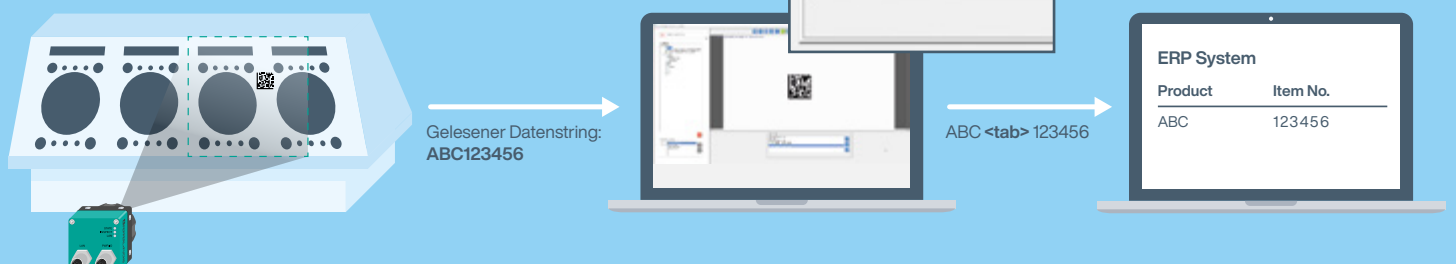 Gelesener Datenstring:
ABC123456
ABC <tab> 123456
ERP System
Product Item No.
ABC 123456